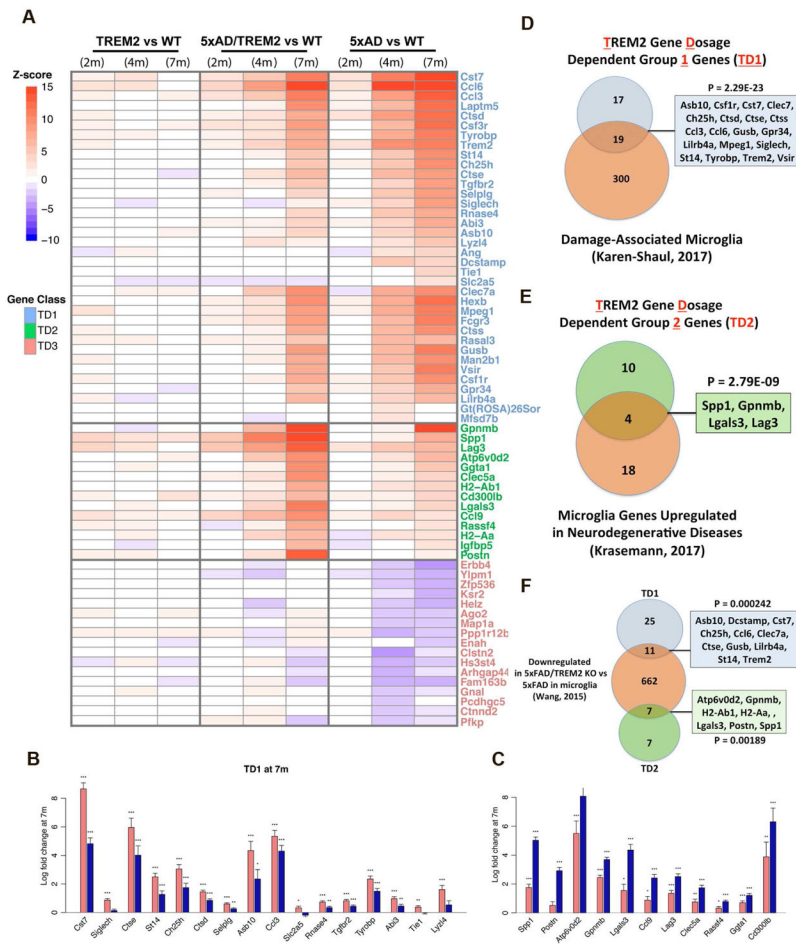 A
TREM2 vs WT 5xAD/TREM2 vs WT 5xAD vs WT
(2m) (4m) (7m) (2m) (4m) (7m) (2m) (4m) (7m)
Z-score
15
10
5
0
−5
−10
Gene Class
TD1
TD2
TD3
Cst7
Ccl6
Ccl3
Laptm5
Ctsd
Csf3r
Tyrobp
Trem2
St14
Ch25h
Ctse
Tgfbr2
Selplg
Siglech
Rnase4
Abi3
Asb10
Lyzl4
Ang
Dcstamp
Tie1
Slc2a5
Clec7a
Hexb
Mpeg1
Fcgr3
Ctss
Rasal3
Gusb
Man2b1
Vsir
Csf1r
Gpr34
Lilrb4a
Gt(ROSA)26Sor
Mfsd7b
Gpnmb
Spp1
Lag3
Atp6v0d2
Ggta1
Clec5a
H2−Ab1
Cd300lb
Lgals3
Ccl9
Rassf4
H2−Aa
Igfbp5
Postn
Erbb4
Ylpm1
Zfp536
Ksr2
Helz
Ago2
Map1a
Ppp1r12b
Enah
Clstn2
Hs3st4
Arhgap44
Fam163b
Gnal
Pcdhgc5
Ctnnd2
Pfkp
D
TREM2 Gene Dosage
Dependent Group 1 Genes (TD1)
P = 2.29E-23
17
19
300
Asb10, Csf1r, Cst7, Clec7,
Ch25h, Ctsd, Ctse, Ctss
Ccl3, Ccl6, Gusb, Gpr34,
Lilrb4a, Mpeg1, Siglech,
St14, Tyrobp, Trem2, Vsir
Damage-Associated Microglia
(Karen-Shaul, 2017)
E
TREM2 Gene Dosage
Dependent Group 2 Genes (TD2)
P = 2.79E-09
10
4
18
Spp1, Gpnmb,
Lgals3, Lag3
Microglia Genes Upregulated
in Neurodegenerative Diseases
(Krasemann, 2017)
F
TD1
P = 0.000242
25
11
662
7
7
Asb10, Dcstamp, Cst7,
Ch25h, Ccl6, Clec7a,
Ctse, Gusb, Lilrb4a,
St14, Trem2
Downregulated
in 5xFAD/TREM2 KO vs
5xFAD in microglia
(Wang, 2015)
Atp6v0d2, Gpnmb,
H2-Ab1, H2-Aa, ,
Lgals3, Postn, Spp1
P = 0.00189
TD2
B
TD1 at 7m
Log fold change at 7m
0 2 4 6 8
Cst7 Siglech Ctse St14 Ch25h Ctsd Selplg Asb10 Ccl3 Slc2a5 Rnase4 Tgfbr2 Tyrobp Abi3 Tie1 Lyzl4
C
Log fold change at 7m
0 2 4 6 8
Spp1 Postn Atp6v0d2 Gpnmb Lgals3 Ccl9 Lag3 Clec5a Rassf4 Ggta1 Cd300lb